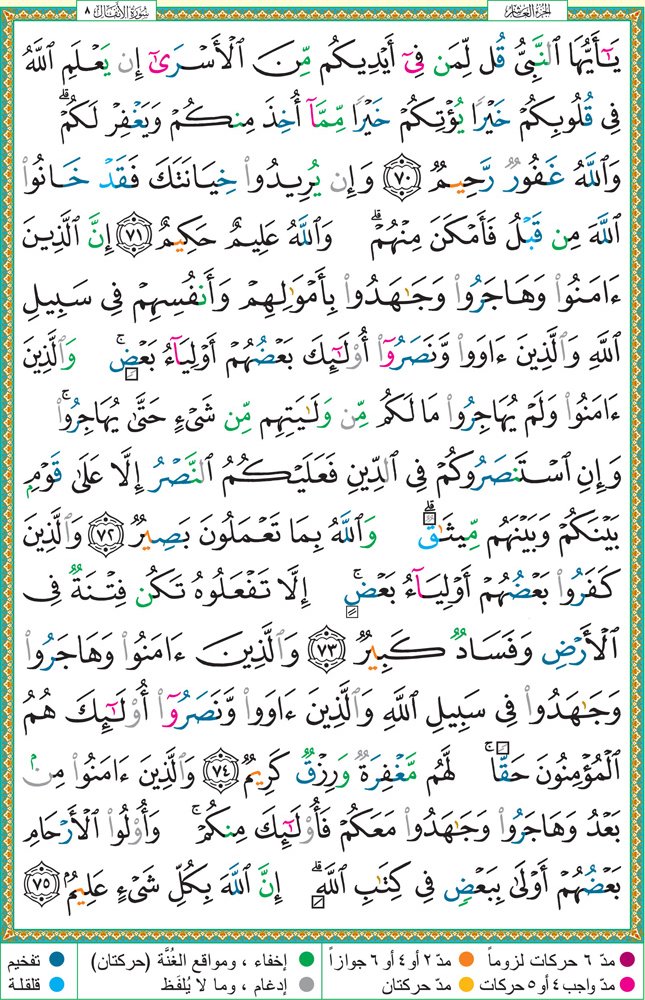 الجزء العاشر
سورة الأنفال ٨
يَـٰٓأَيُّهَا ٱلنَّبِىُّ قُل لِّمَن فِىٓ أَيْدِيكُم مِّنَ ٱلْأَسْرَىٰٓ إِن يَعْلَمِ ٱللَّهُ
فِى قُلُوبِكُمْ خَيْرًا يُؤْتِكُمْ خَيْرًا مِّمَّآ أُخِذَ مِنكُمْ وَيَغْفِرْ لَكُمْ ۗ
وَٱللَّهُ غَفُورٌ رَّحِيمٌ ﴿٧٠﴾ وَإِن يُرِيدُوا۟ خِيَانَتَكَ فَقَدْ خَانُوا۟
ٱللَّهَ مِن قَبْلُ فَأَمْكَنَ مِنْهُمْ ۗ وَٱللَّهُ عَلِيمٌ حَكِيمٌ ﴿٧١﴾ إِنَّ ٱلَّذِينَ
ءَامَنُوا۟ وَهَاجَرُوا۟ وَجَـٰهَدُوا۟ بِأَمْوَٰلِهِمْ وَأَنفُسِهِمْ فِى سَبِيلِ
ٱللَّهِ وَٱلَّذِينَ ءَاوَوا۟ وَّنَصَرُوٓا۟ أُو۟لَـٰٓئِكَ بَعْضُهُمْ أَوْلِيَآءُ بَعْضٍ ۚ وَٱلَّذِينَ
ءَامَنُوا۟ وَلَمْ يُهَاجِرُوا۟ مَا لَكُم مِّن وَلَـٰيَتِهِم مِّن شَىْءٍ حَتَّىٰ يُهَاجِرُوا۟ ۚ
وَإِنِ ٱسْتَنصَرُوكُمْ فِى ٱلدِّينِ فَعَلَيْكُمُ ٱلنَّصْرُ إِلَّا عَلَىٰ قَوْمٍۭ
بَيْنَكُمْ وَبَيْنَهُم مِّيثَـٰقٌ ۗ وَٱللَّهُ بِمَا تَعْمَلُونَ بَصِيرٌ ﴿٧٢﴾ وَٱلَّذِينَ
كَفَرُوا۟ بَعْضُهُمْ أَوْلِيَآءُ بَعْضٍ ۚ إِلَّا تَفْعَلُوهُ تَكُن فِتْنَةٌ فِى
ٱلْأَرْضِ وَفَسَادٌ كَبِيرٌ ﴿٧٣﴾ وَٱلَّذِينَ ءَامَنُوا۟ وَهَاجَرُوا۟
وَجَـٰهَدُوا۟ فِى سَبِيلِ ٱللَّهِ وَٱلَّذِينَ ءَاوَوا۟ وَّنَصَرُوٓا۟ أُو۟لَـٰٓئِكَ هُمُ
ٱلْمُؤْمِنُونَ حَقًّا ۚ لَّهُم مَّغْفِرَةٌ وَرِزْقٌ كَرِيمٌ ﴿٧٤﴾ وَٱلَّذِينَ ءَامَنُوا۟ مِنۢ
بَعْدُ وَهَاجَرُوا۟ وَجَـٰهَدُوا۟ مَعَكُمْ فَأُو۟لَـٰٓئِكَ مِنكُمْ ۚ وَأُو۟لُوا۟ ٱلْأَرْحَامِ
بَعْضُهُمْ أَوْلَىٰ بِبَعْضٍ فِى كِتَـٰبِ ٱللَّهِ ۗ إِنَّ ٱللَّهَ بِكُلِّ شَىْءٍ عَلِيمٌۢ ﴿٧٥﴾
مدّ ٦ حركات لزوماً مدّ ٢ أو ٤ أو ٦ جوازاً إخفاء ، ومواقع الغُنَّة (حركتان) تفخيم
مدّ واجب ٤ أو ٥ حركات مدّ حركتان إدغام ، وما لا يُلفَظ قلقلة